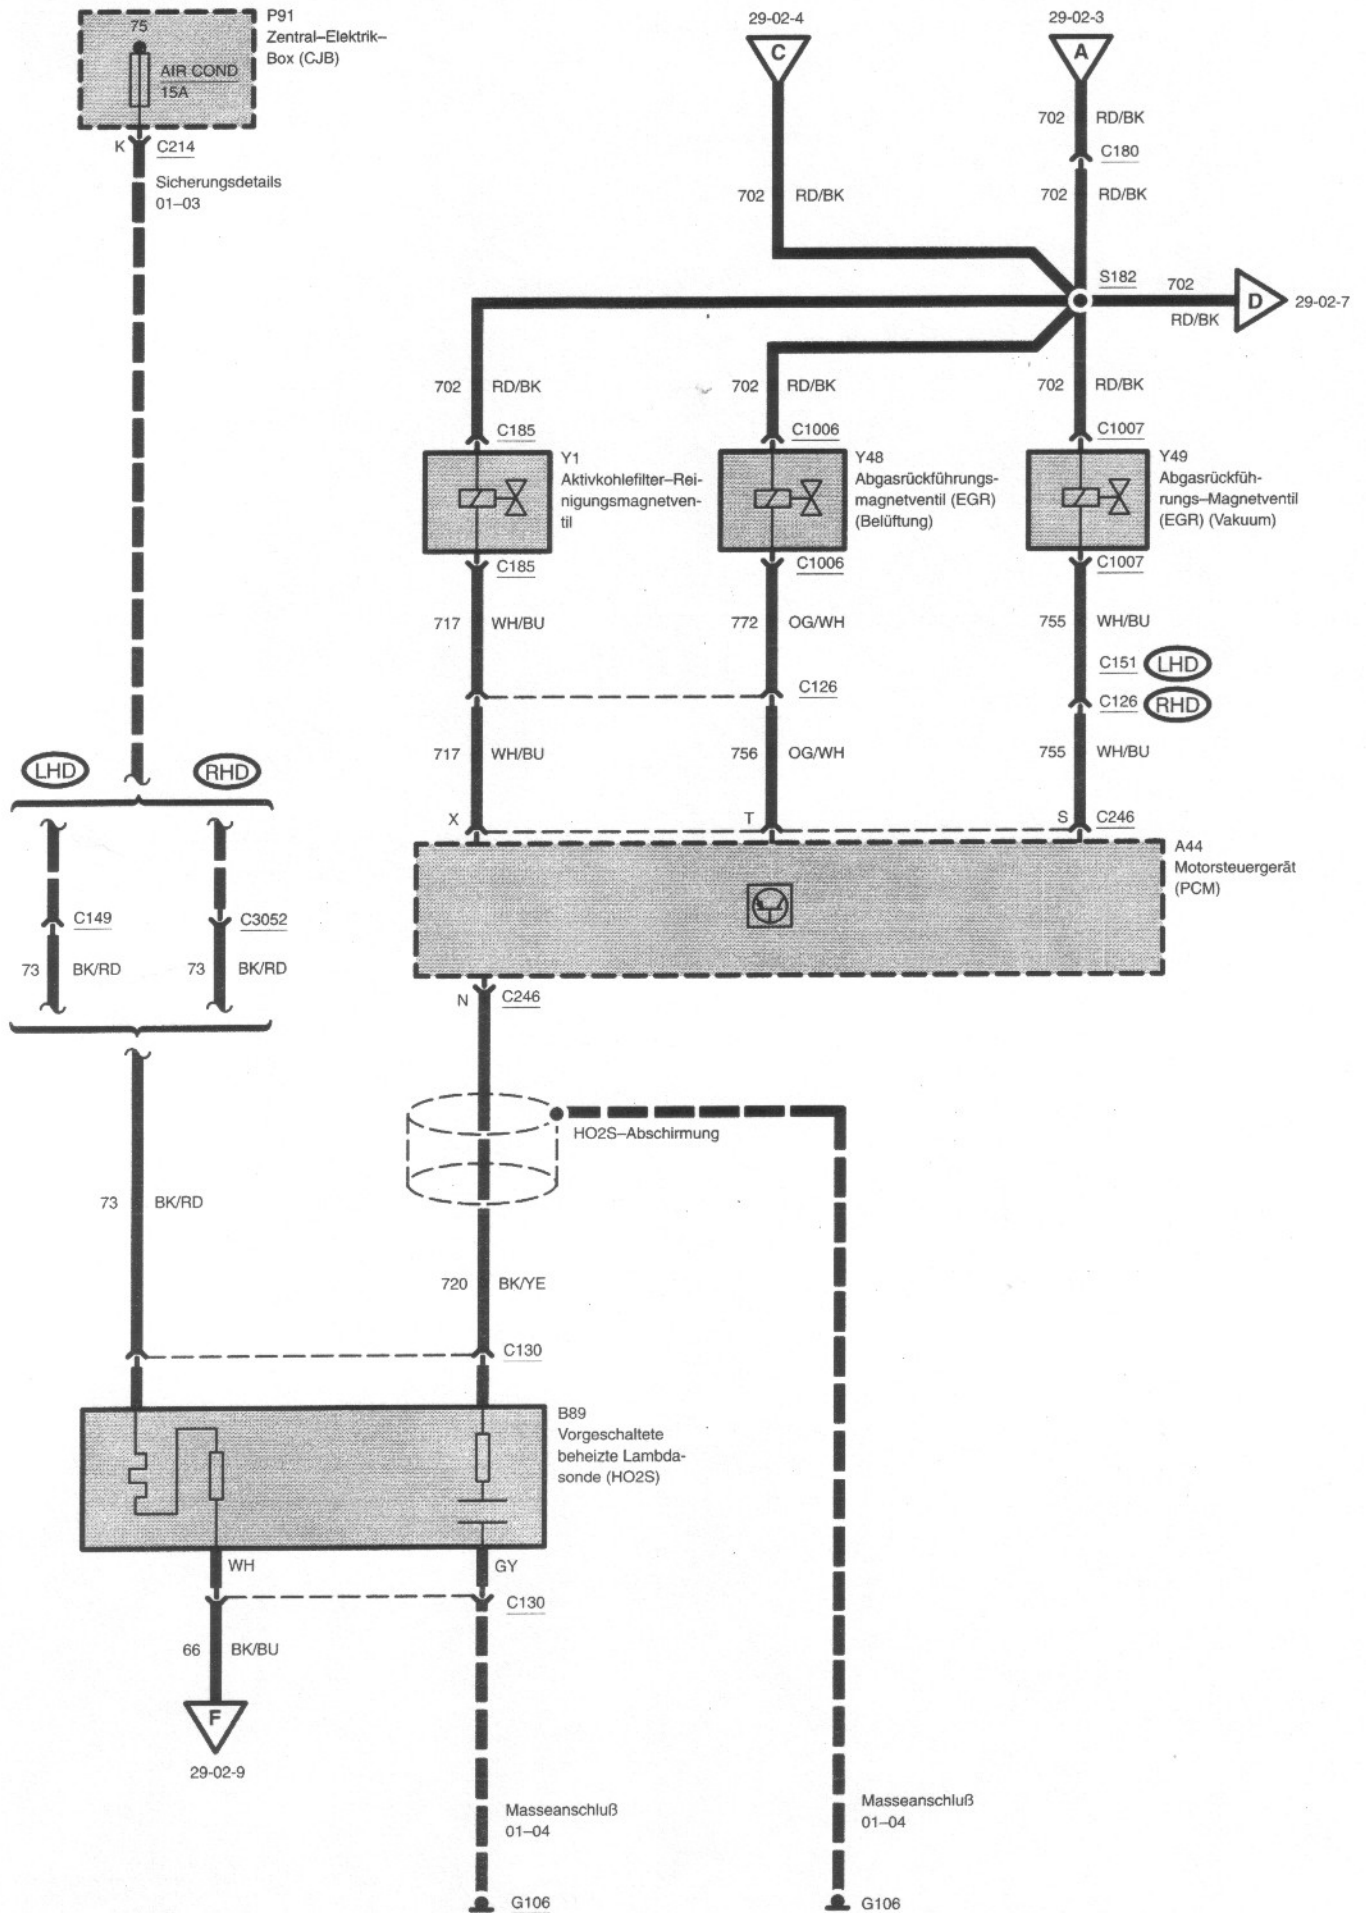 P91
Zentral–Elektrik–
Box (CJB)
75
AIR COND
15A
K
C214
Sicherungsdetails
01–03
29-02-4
C
29-02-3
A
702
RD/BK
C180
702
RD/BK
702
RD/BK
S182
702
RD/BK
D
29-02-7
702
RD/BK
702
RD/BK
702
RD/BK
C185
C1006
C1007
Y1
Aktivkohlefilter–Rei-
nigungsmagnetven-
til
Y48
Abgasrückführungs-
magnetventil (EGR)
(Belüftung)
Y49
Abgasrückfüh-
rungs–Magnetventil
(EGR) (Vakuum)
C185
C1006
C1007
717
WH/BU
772
OG/WH
755
WH/BU
C151
LHD
C126
C126
RHD
717
WH/BU
756
OG/WH
755
WH/BU
LHD
RHD
X
T
S
C246
A44
Motorsteuergerät
(PCM)
C149
C3052
73
BK/RD
73
BK/RD
N
C246
HO2S–Abschirmung
73
BK/RD
720
BK/YE
C130
B89
Vorgeschaltete
beheizte Lambda-
sonde (HO2S)
WH
GY
C130
66
BK/BU
F
29-02-9
Masseanschluß
01–04
Masseanschluß
01–04
G106
G106